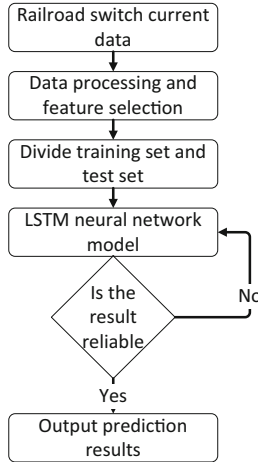 Railroad switch current
data
Data processing and
feature selection
Divide training set and
test set
LSTM neural network
model
Is the
result
reliable
No
Yes
Output prediction
results